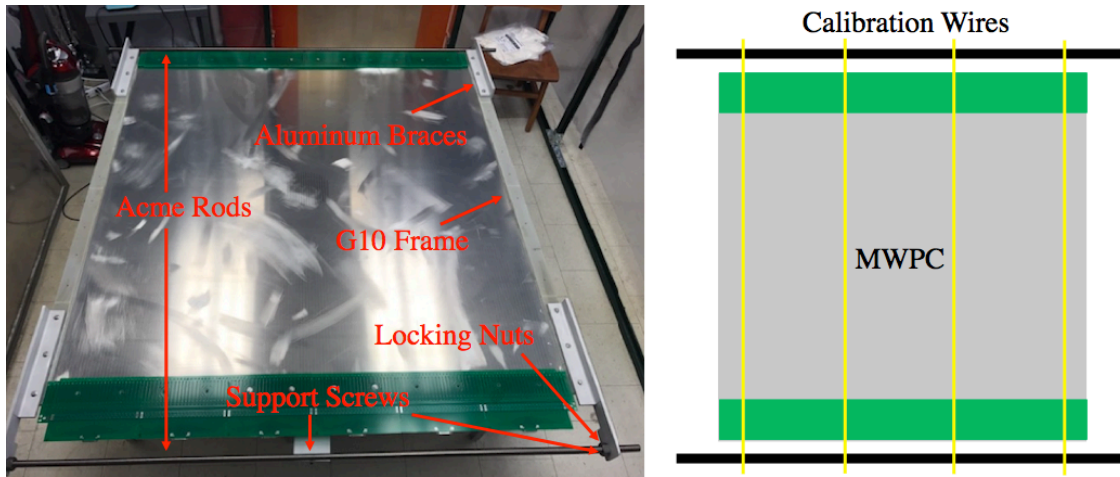 Calibration Wires
Aluminum Braces
Acme Rods
G10 Frame
MWPC
Locking Nuts
Support Screws